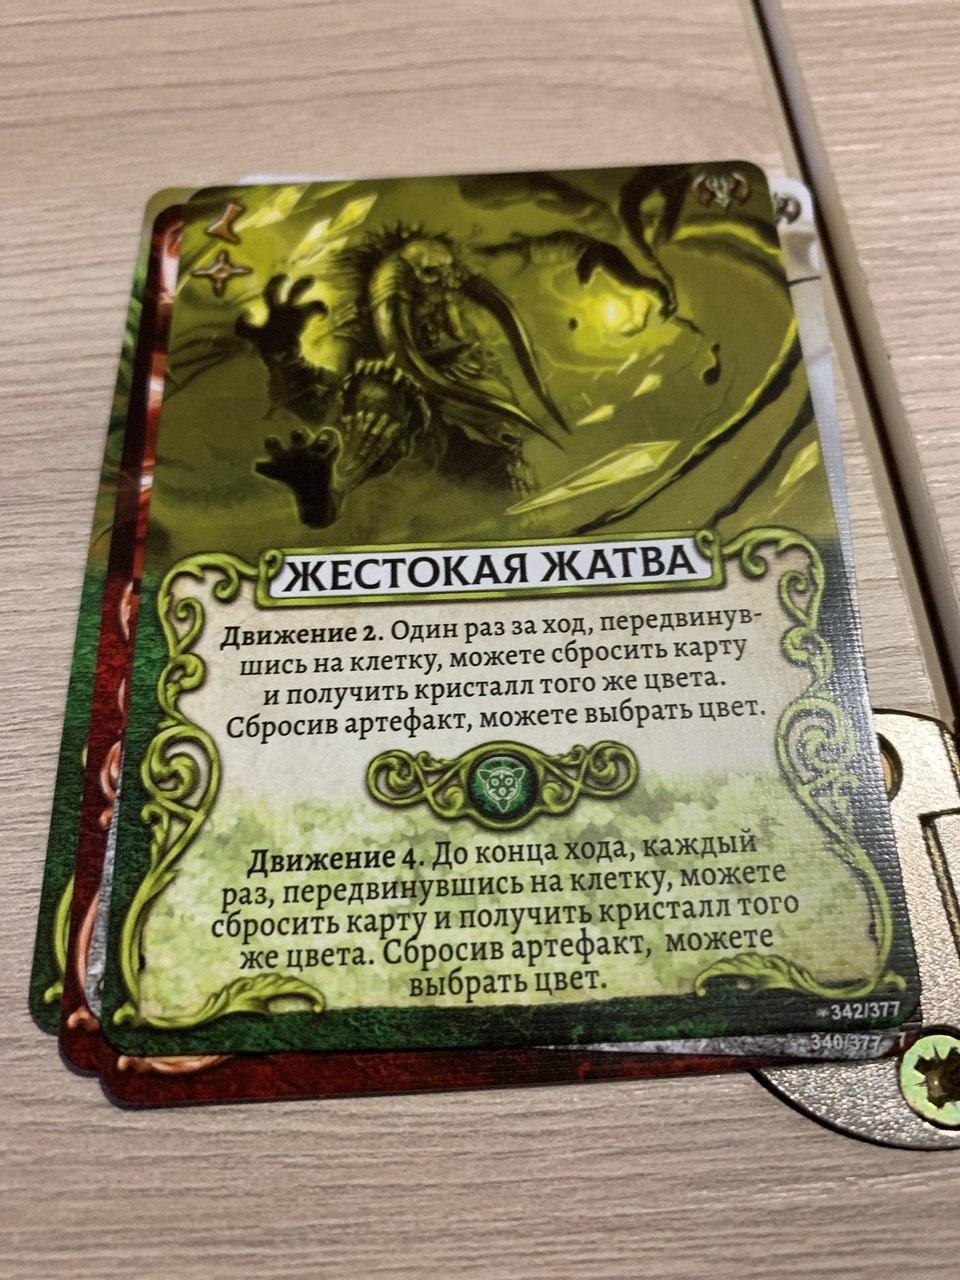 ЖЕСТОКАЯ ЖАТВА
Движение 2. Один раз за ход, передвинув-
шись на клетку, можете сбросить карту
и получить кристалл того же цвета.
Сбросив артефакт, можете выбрать цвет.
Движение 4. До конца хода, каждый
раз, передвинувшись на клетку, можете
сбросить карту и получить кристалл того
же цвета. Сбросив артефакт, можете
выбрать цвет.
342/377
340/377